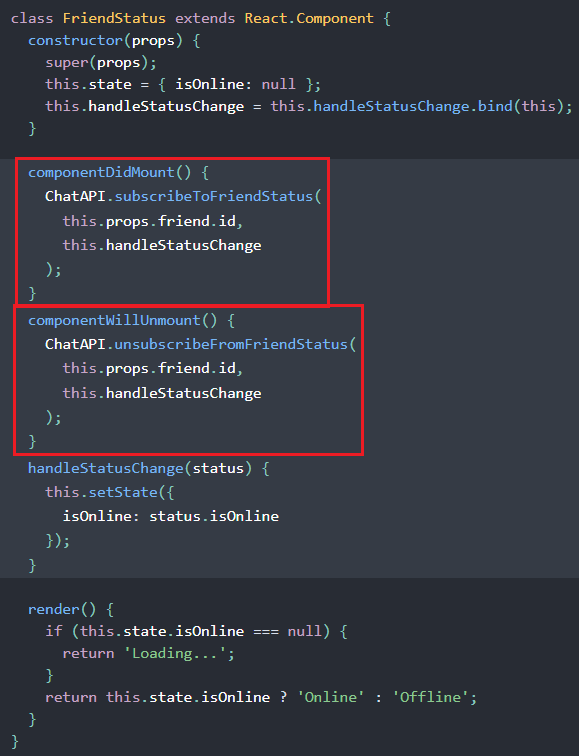 class FriendStatus extends React.Component {
  constructor(props) {
    super(props);
    this.state = { isOnline: null };
    this.handleStatusChange = this.handleStatusChange.bind(this);
  }

  componentDidMount() {
    ChatAPI.subscribeToFriendStatus(
      this.props.friend.id,
      this.handleStatusChange
    );
  }
  componentWillUnmount() {
    ChatAPI.unsubscribeFromFriendStatus(
      this.props.friend.id,
      this.handleStatusChange
    );
  }
  handleStatusChange(status) {
    this.setState({
      isOnline: status.isOnline
    });
  }

  render() {
    if (this.state.isOnline === null) {
      return 'Loading...';
    }
    return this.state.isOnline ? 'Online' : 'Offline';
  }
}